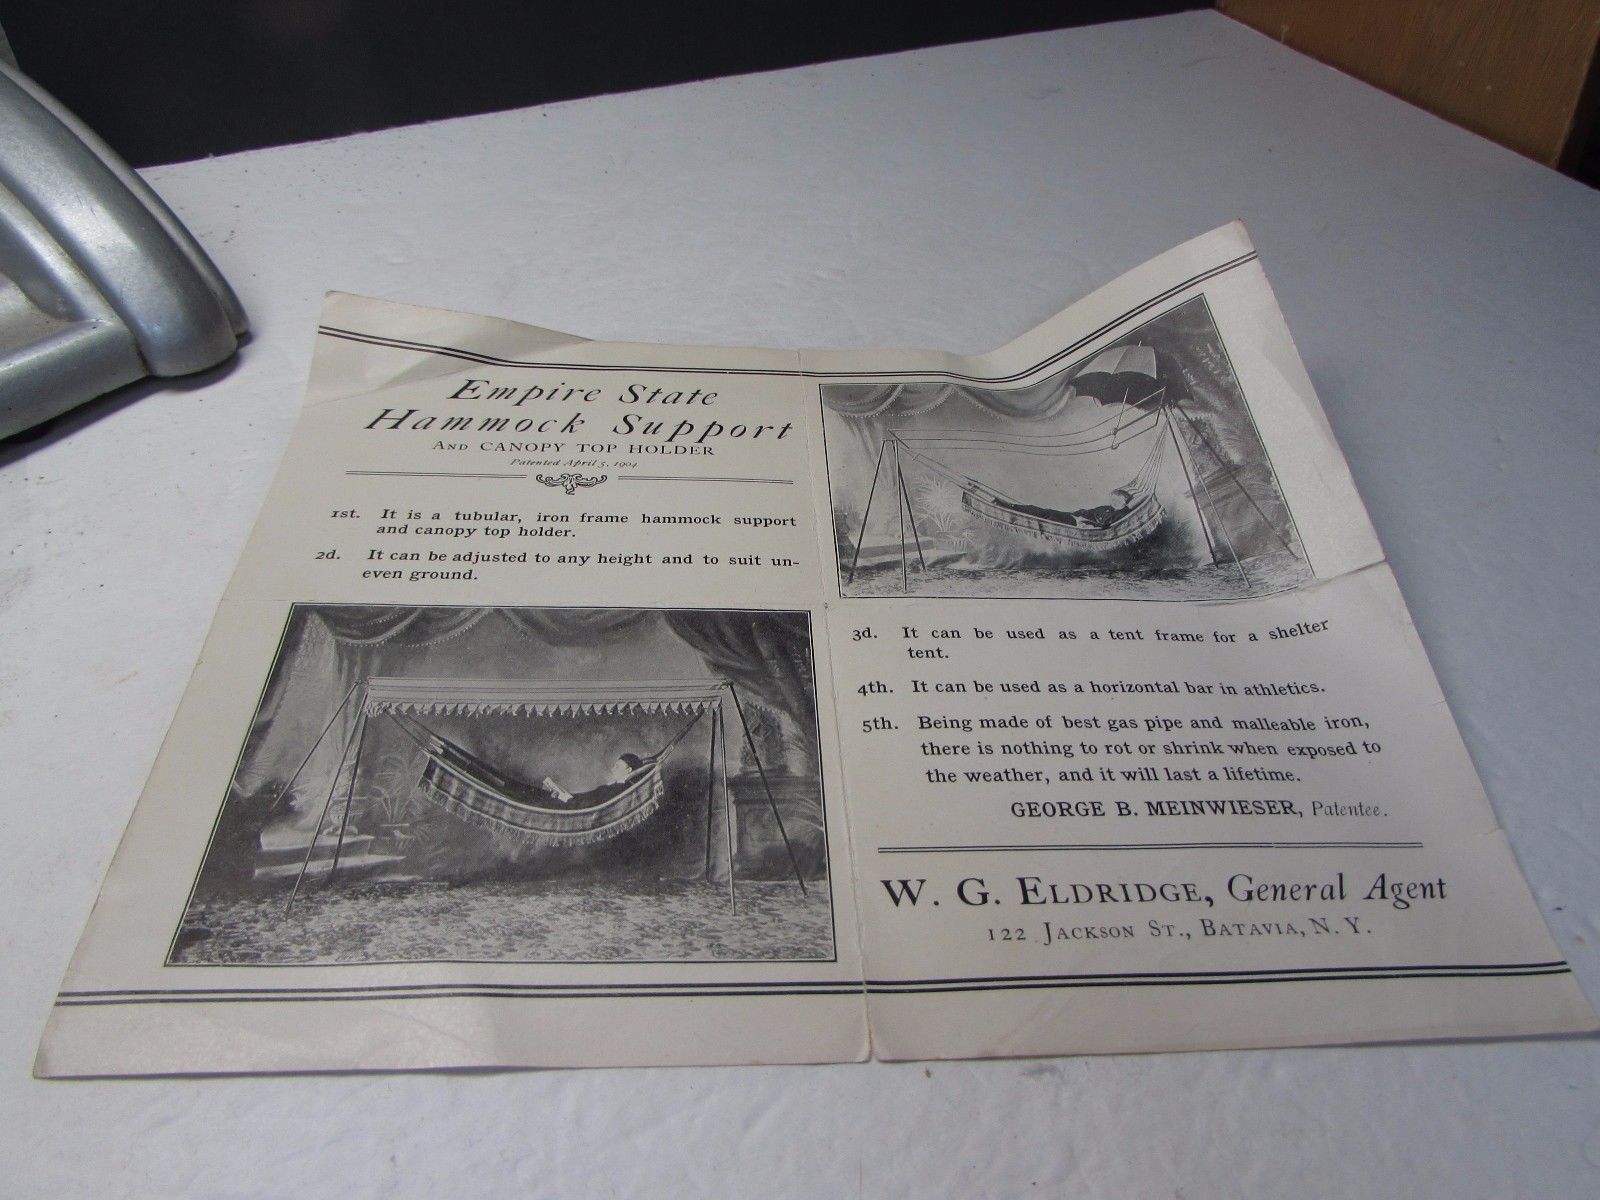 Empire State
Hammock Support
AND CANOPY TOP HOLDER
Patented April 5, 1904
1st. It is a tubular, iron frame hammock support
and canopy top holder.
2d. It can be adjusted to any height and to suit un-
even ground.
3d. It can be used as a tent frame for a shelter
tent.
4th. It can be used as a horizontal bar in athletics.
5th. Being made of best gas pipe and malleable iron,
there is nothing to rot or shrink when exposed to
the weather, and it will last a lifetime.
GEORGE B. MEINWIESER, Patentee.
W. G. ELDRIDGE, General Agent
122 JACKSON ST., BATAVIA, N. Y.